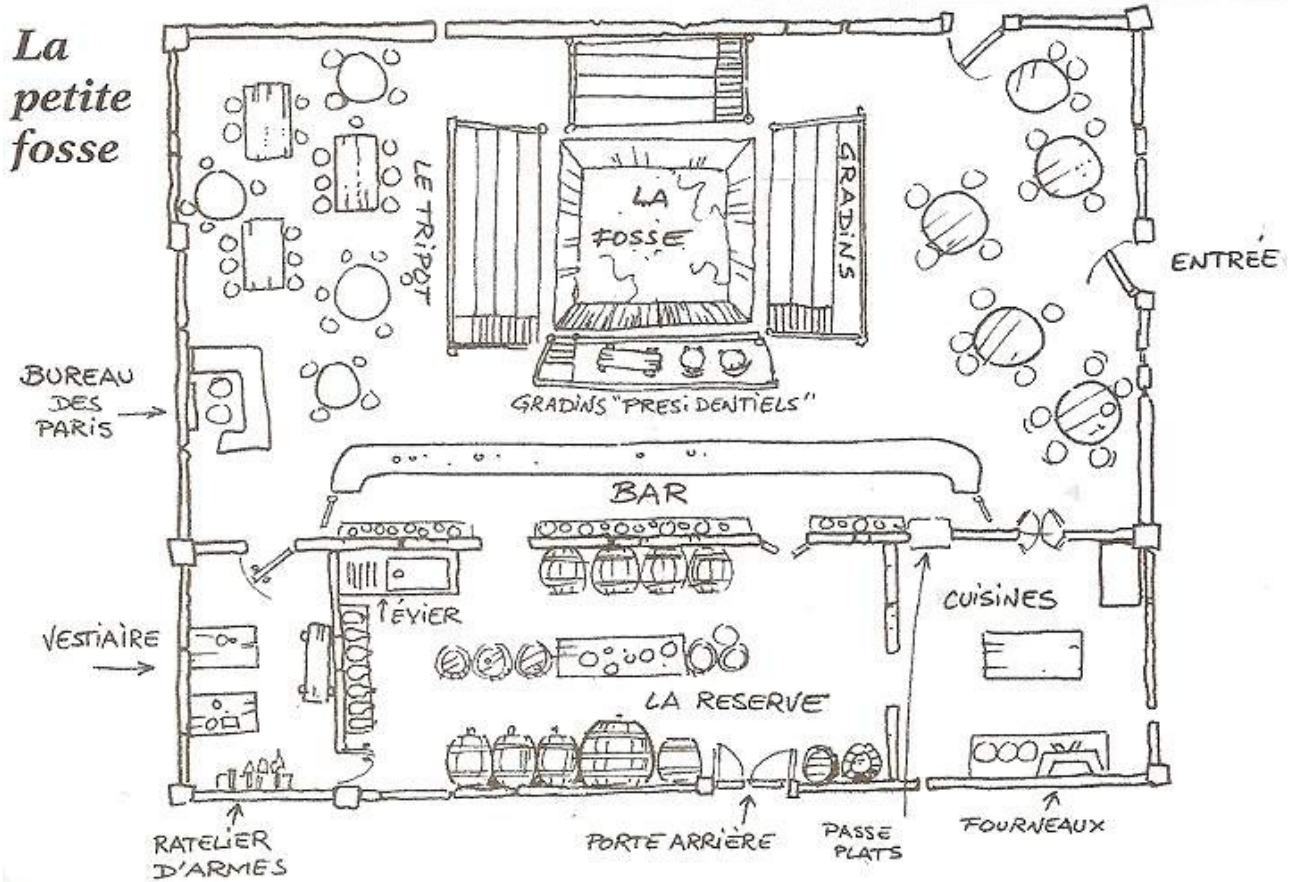 La
petite
fosse
LE TRIPOT
LA
FOSSE
GRADINS
ENTRÉE
BUREAU
DES
PARIS
GRADINS "PRESIDENTIELS"
BAR
ÉVIER
CUISINES
VESTIAIRE
LA RESERVE
RATELIER
D'ARMES
PORTE ARRIÈRE
PASSE
PLATS
FOURNEAUX